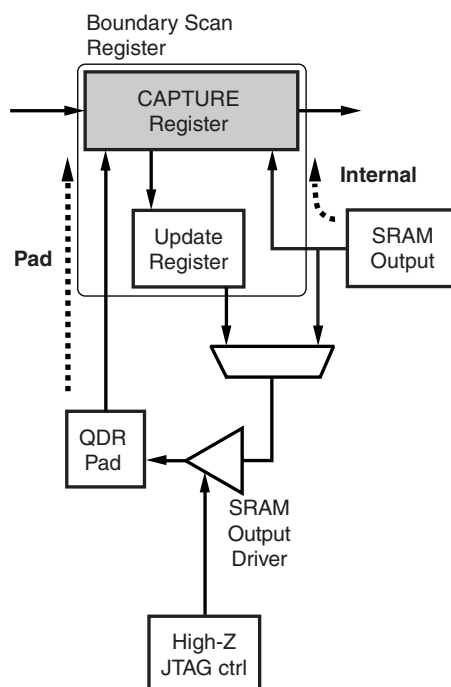 Boundary Scan
Register
CAPTURE
Register
Internal
Pad
Update
Register
SRAM
Output
QDR
Pad
SRAM
Output
Driver
High-Z
JTAG ctrl